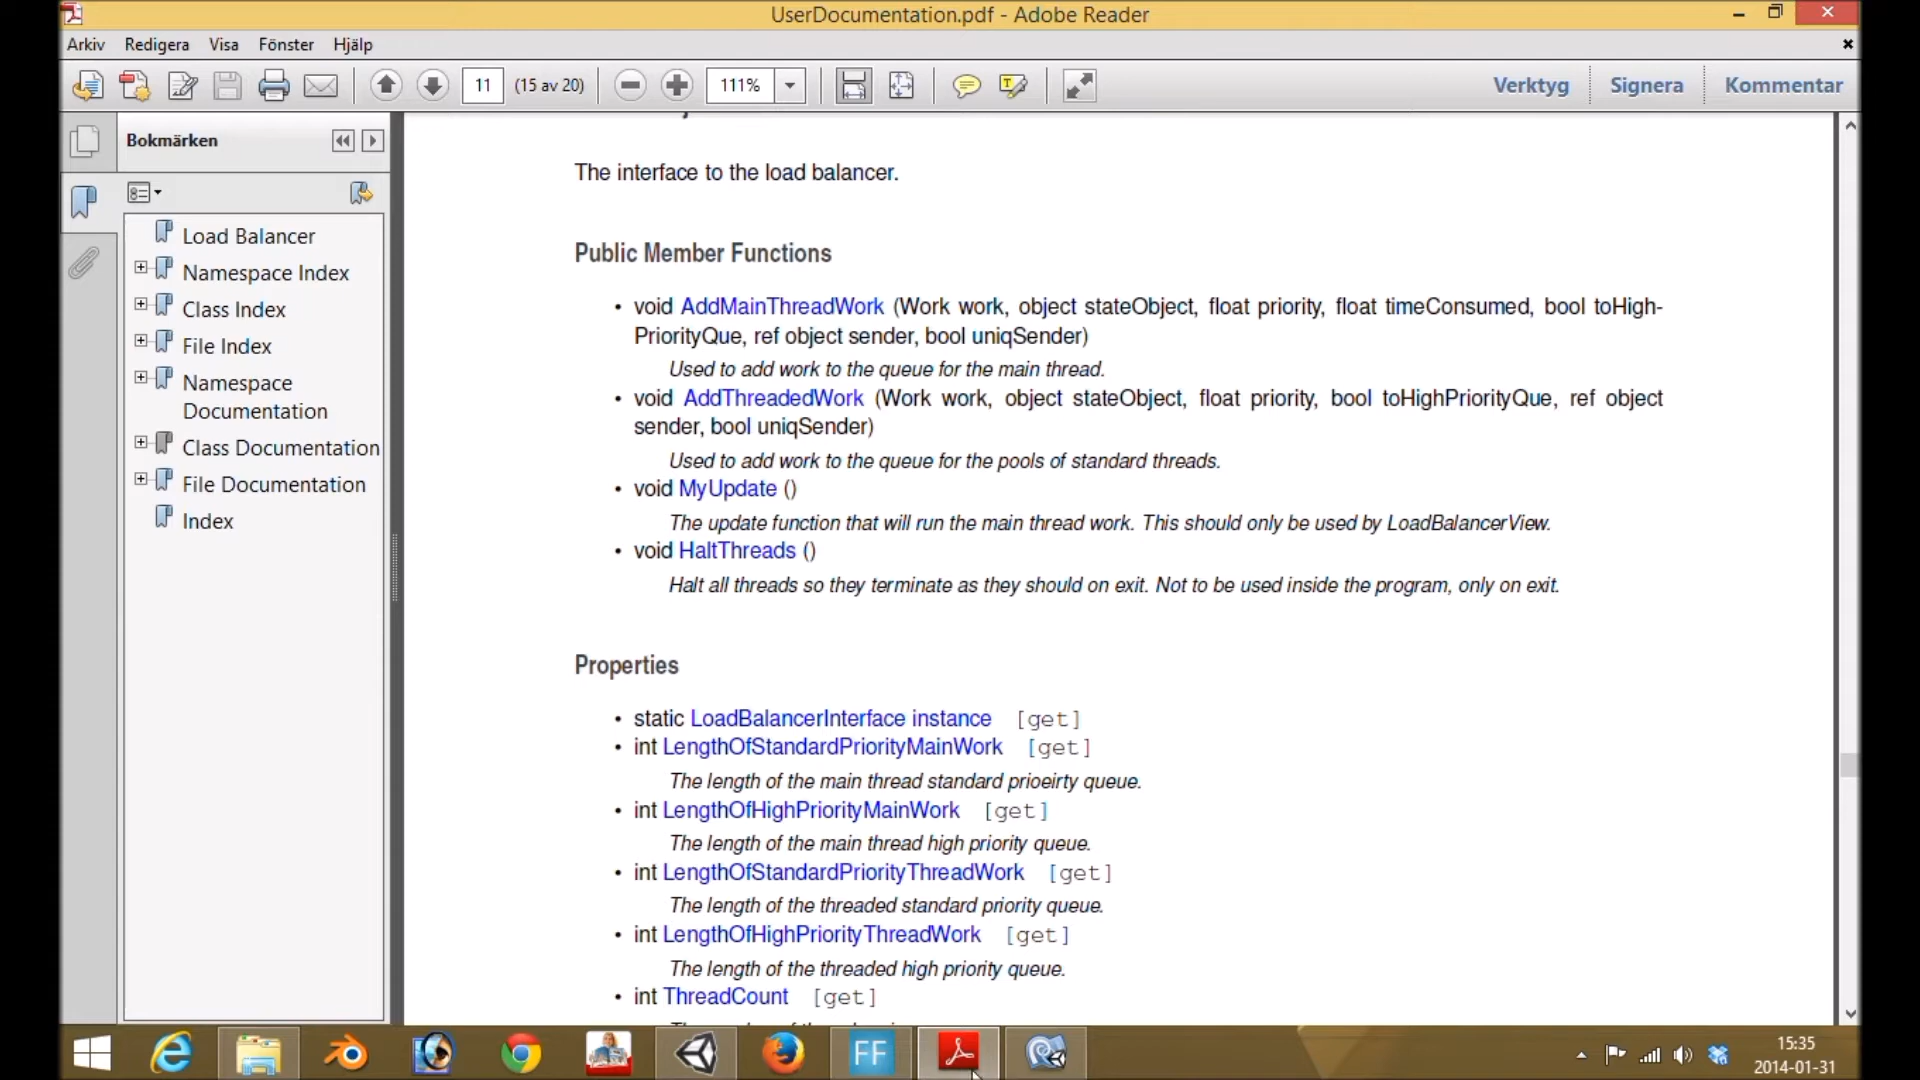 UserDocumentation.pdf - Adobe Reader
Arkiv Redigera Visa Fönster Hjälp
11 (15 av 20) 111% Verktyg Signera Kommentar
Bokmärken
Load Balancer
Namespace Index
Class Index
File Index
Namespace
Documentation
Class Documentation
File Documentation
Index
The interface to the load balancer.
Public Member Functions
• void AddMainThreadWork (Work work, object stateObject, float priority, float timeConsumed, bool toHigh-
PriorityQue, ref object sender, bool uniqSender)
Used to add work to the queue for the main thread.
• void AddThreadedWork (Work work, object stateObject, float priority, bool toHighPriorityQue, ref object
sender, bool uniqSender)
Used to add work to the queue for the pools of standard threads.
• void MyUpdate ()
The update function that will run the main thread work. This should only be used by LoadBalancerView.
• void HaltThreads ()
Halt all threads so they terminate as they should on exit. Not to be used inside the program, only on exit.
Properties
• static LoadBalancerInterface instance [get]
• int LengthOfStandardPriorityMainWork [get]
The length of the main thread standard prioeirty queue.
• int LengthOfHighPriorityMainWork [get]
The length of the main thread high priority queue.
• int LengthOfStandardPriorityThreadWork [get]
The length of the threaded standard priority queue.
• int LengthOfHighPriorityThreadWork [get]
The length of the threaded high priority queue.
• int ThreadCount [get]
FF
15:35
2014-01-31